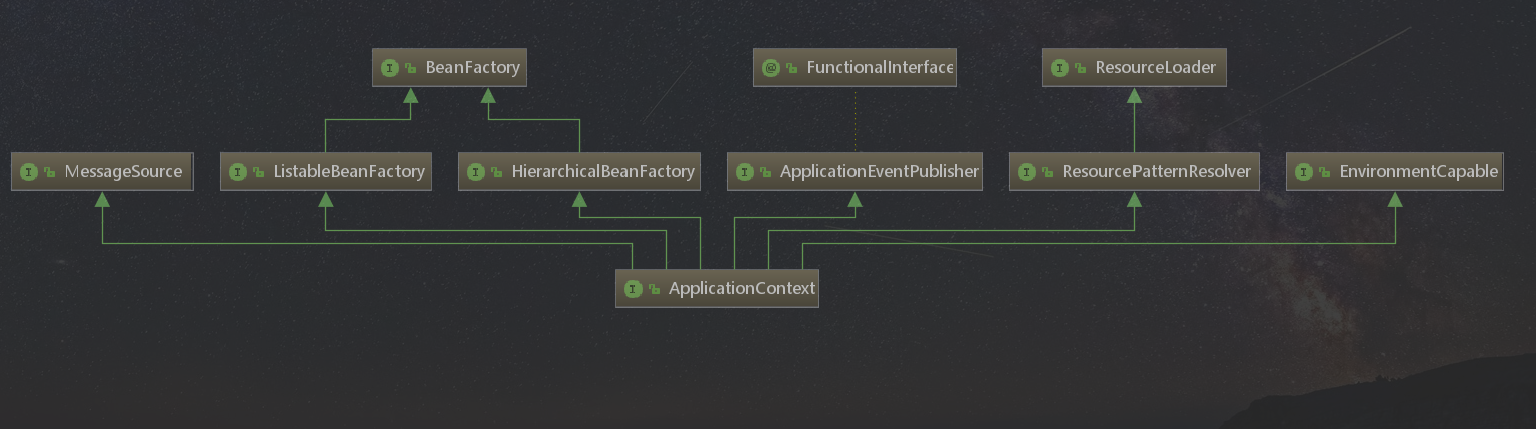 BeanFactory
FunctionalInterface
ResourceLoader
MessageSource
ListableBeanFactory
HierarchicalBeanFactory
ApplicationEventPublisher
ResourcePatternResolver
EnvironmentCapable
ApplicationContext